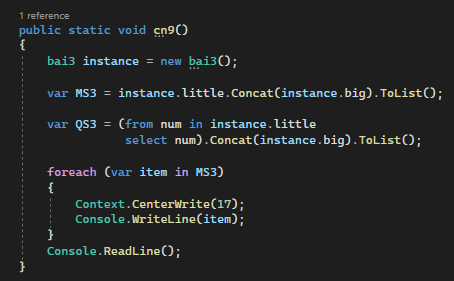 1 reference
public static void cn9()
{
bai3 instance = new bai3();
var MS3 = instance.little.Concat(instance.big).ToList();
var QS3 = (from num in instance.little
select num).Concat(instance.big).ToList();
foreach (var item in MS3)
{
Context.CenterWrite(17);
Console.WriteLine(item);
}
Console.ReadLine();
}